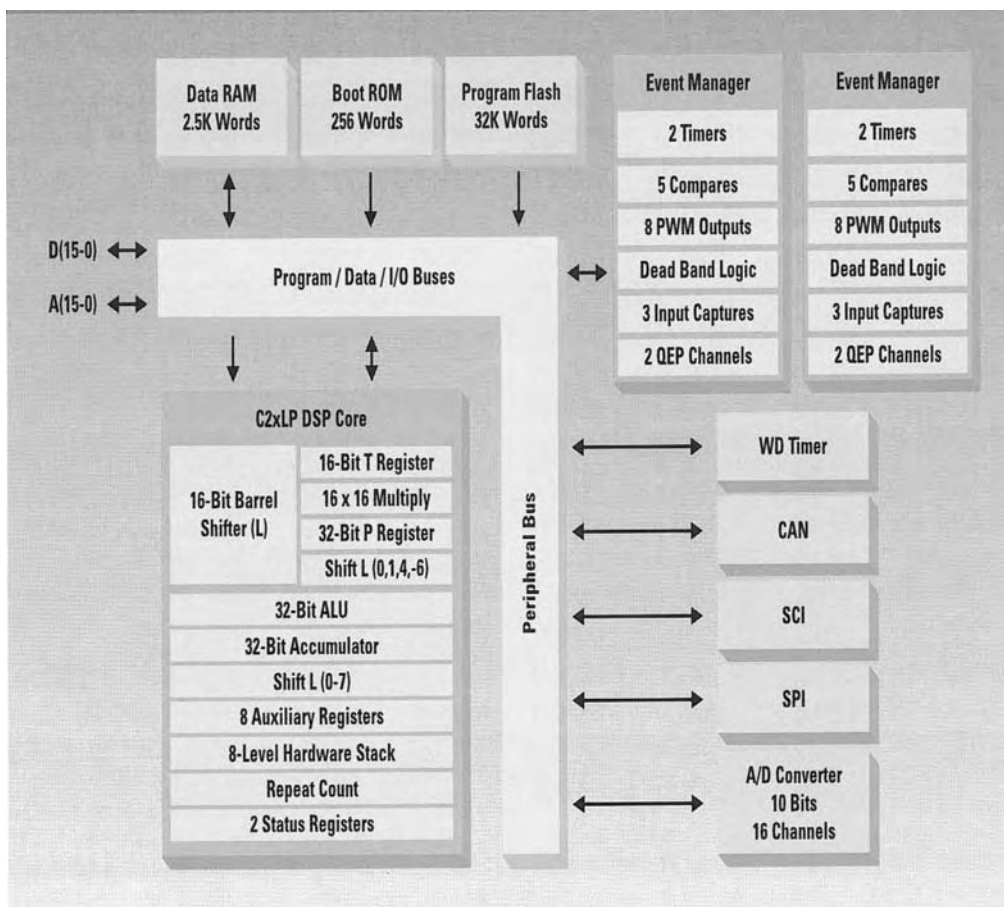 Data RAM
2.5K Words
Boot ROM
256 Words
Program Flash
32K Words
Event Manager
2 Timers
5 Compares
8 PWM Outputs
Dead Band Logic
3 Input Captures
2 QEP Channels
Event Manager
2 Timers
5 Compares
8 PWM Outputs
Dead Band Logic
3 Input Captures
2 QEP Channels
D(15-0)
A(15-0)
Program / Data / I/O Buses
Peripheral Bus
C2xLP DSP Core
16-Bit Barrel
Shifter (L)
16-Bit T Register
16 x 16 Multiply
32-Bit P Register
Shift L (0,1,4,-6)
32-Bit ALU
32-Bit Accumulator
Shift L (0-7)
8 Auxiliary Registers
8-Level Hardware Stack
Repeat Count
2 Status Registers
WD Timer
CAN
SCI
SPI
A/D Converter
10 Bits
16 Channels